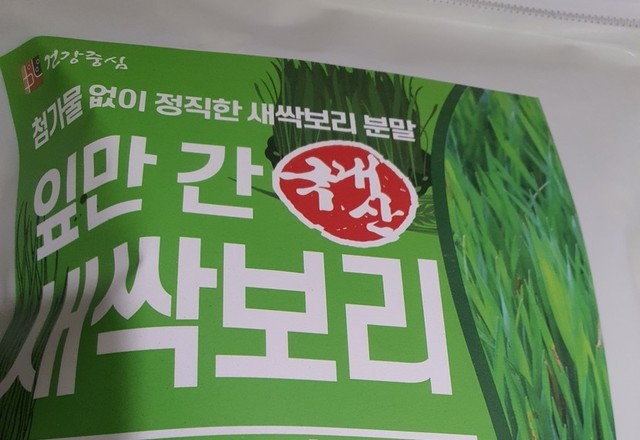 건강중심
첨가물 없이 정직한 새싹보리 분말
잎만 간
국내산
새싹보리